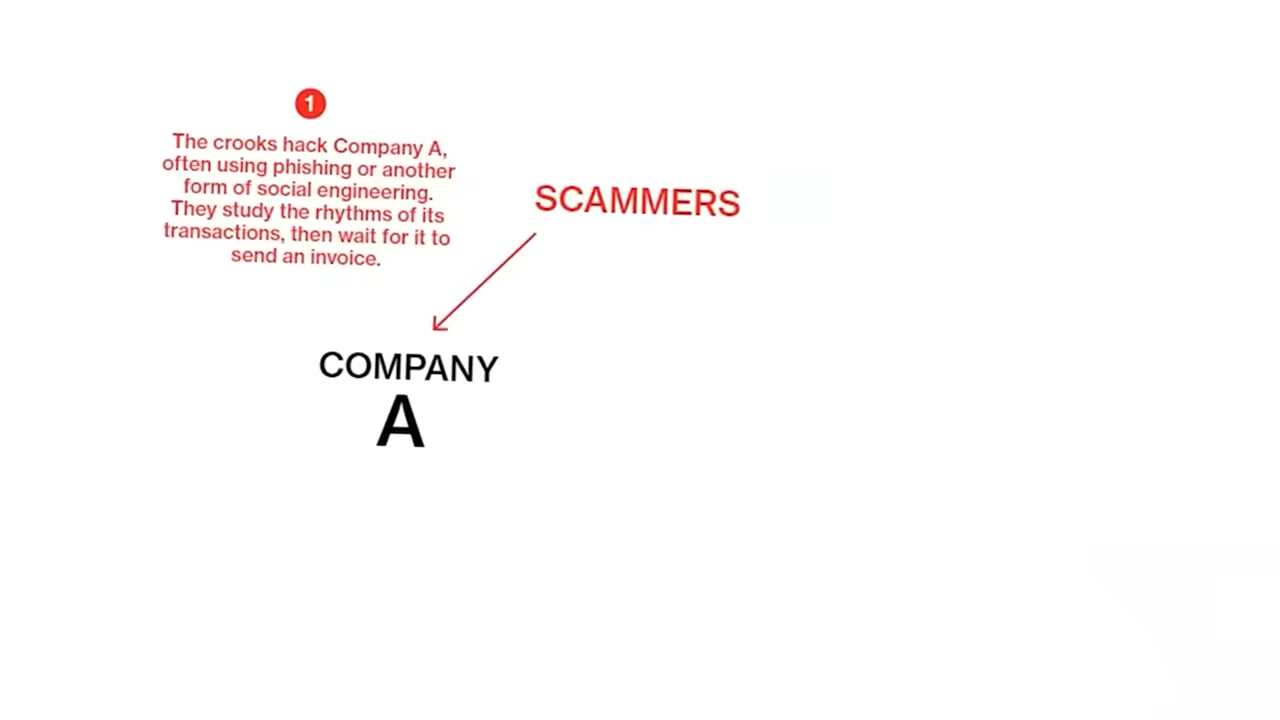 1
The crooks hack Company A,
often using phishing or another
form of social engineering.
They study the rhythms of its
transactions, then wait for it to
send an invoice.
SCAMMERS
COMPANY
A